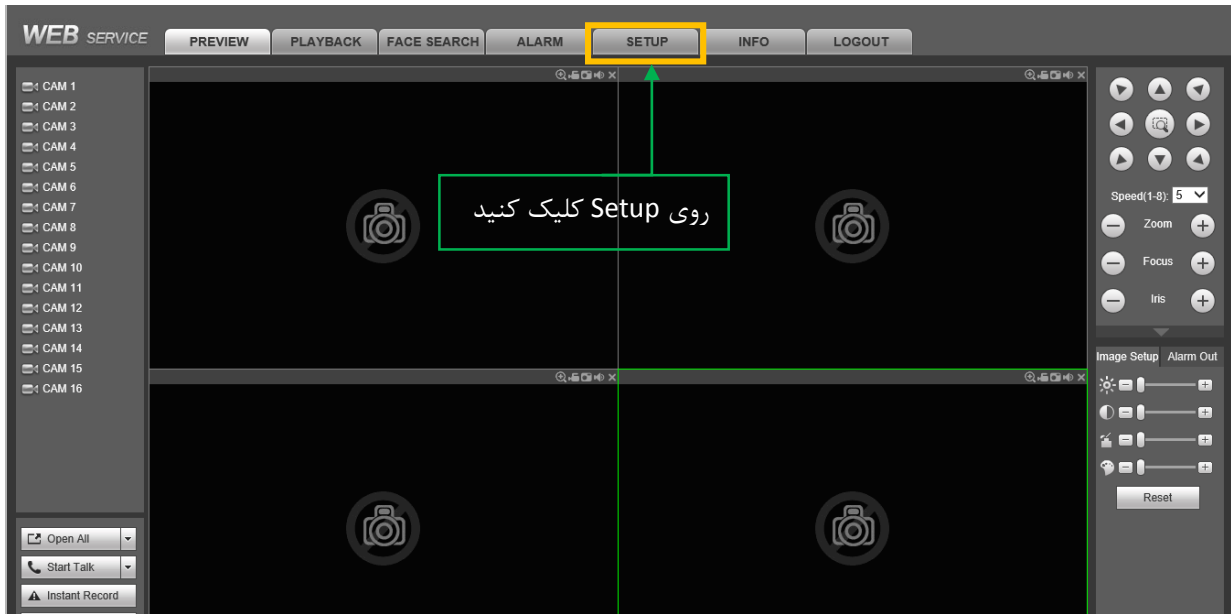 WEB SERVICE
PREVIEW PLAYBACK FACE SEARCH ALARM SETUP INFO LOGOUT
CAM 1
CAM 2
CAM 3
CAM 4
CAM 5
CAM 6
CAM 7
CAM 8
CAM 9
CAM 10
CAM 11
CAM 12
CAM 13
CAM 14
CAM 15
CAM 16
Open All
Start Talk
Instant Record
روی Setup کلیک کنید
Speed(1-8): 5
Zoom
Focus
Iris
Image Setup Alarm Out
Reset